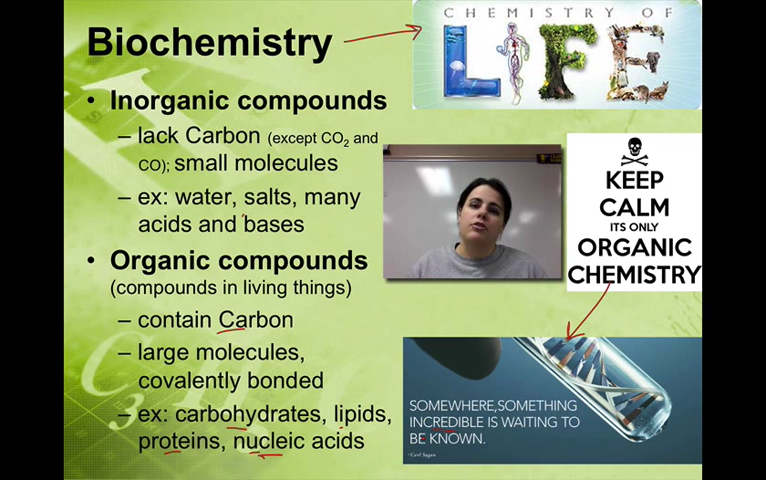 Biochemistry
CHEMISTRY OF
LIFE
• Inorganic compounds
– lack Carbon (except CO₂ and
CO); small molecules
– ex: water, salts, many
acids and bases
• Organic compounds
(compounds in living things)
– contain Carbon
– large molecules,
covalently bonded
– ex: carbohydrates, lipids,
proteins, nucleic acids
KEEP
CALM
ITS ONLY
ORGANIC
CHEMISTRY
SOMEWHERE, SOMETHING
INCREDIBLE IS WAITING TO
BE KNOWN.
-Carl Sagan